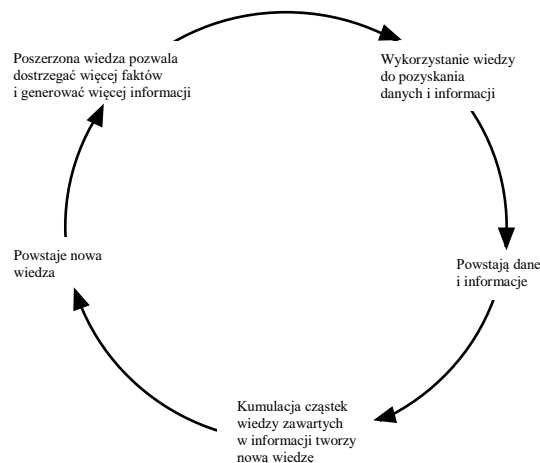 Poszerzona wiedza pozwala
dostrzegać więcej faktów
i generować więcej informacji
Wykorzystanie wiedzy
do pozyskania
danych i informacji
Powstają dane
i informacje
Kumulacja cząstek
wiedzy zawartych
w informacji tworzy
nową wiedzę
Powstaje nowa
wiedza